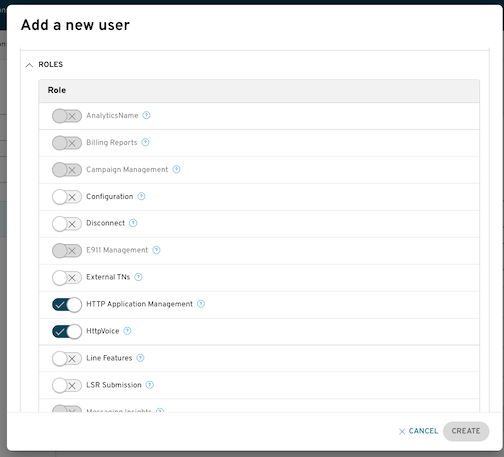 Add a new user
ROLES
Role
AnalyticsName
Billing Reports
Campaign Management
Configuration
Disconnect
E911 Management
External TNs
HTTP Application Management
HttpVoice
Line Features
LSR Submission
Messaging Insights
CANCEL
CREATE